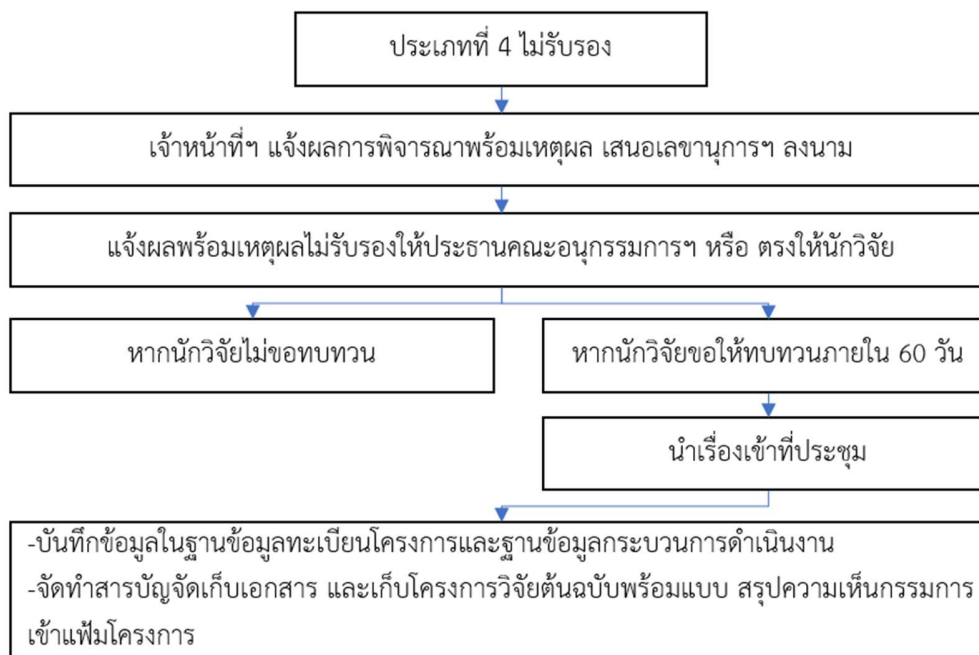 ประเภทที่ 4 ไม่รับรอง
เจ้าหน้าที่ฯ แจ้งผลการพิจารณาพร้อมเหตุผล เสนอเลขานุการฯ ลงนาม
แจ้งผลพร้อมเหตุผลไม่รับรองให้ประธานคณะอนุกรรมการฯ หรือ ตรงให้นักวิจัย
หากนักวิจัยไม่ขอทบทวน
หากนักวิจัยขอให้ทบทวนภายใน 60 วัน
นำเรื่องเข้าที่ประชุม
-บันทึกข้อมูลในฐานข้อมูลทะเบียนโครงการและฐานข้อมูลกระบวนการดำเนินงาน
-จัดทำสารบัญจัดเก็บเอกสาร และเก็บโครงการวิจัยต้นฉบับพร้อมแบบ สรุปความเห็นกรรมการ
เข้าแฟ้มโครงการ